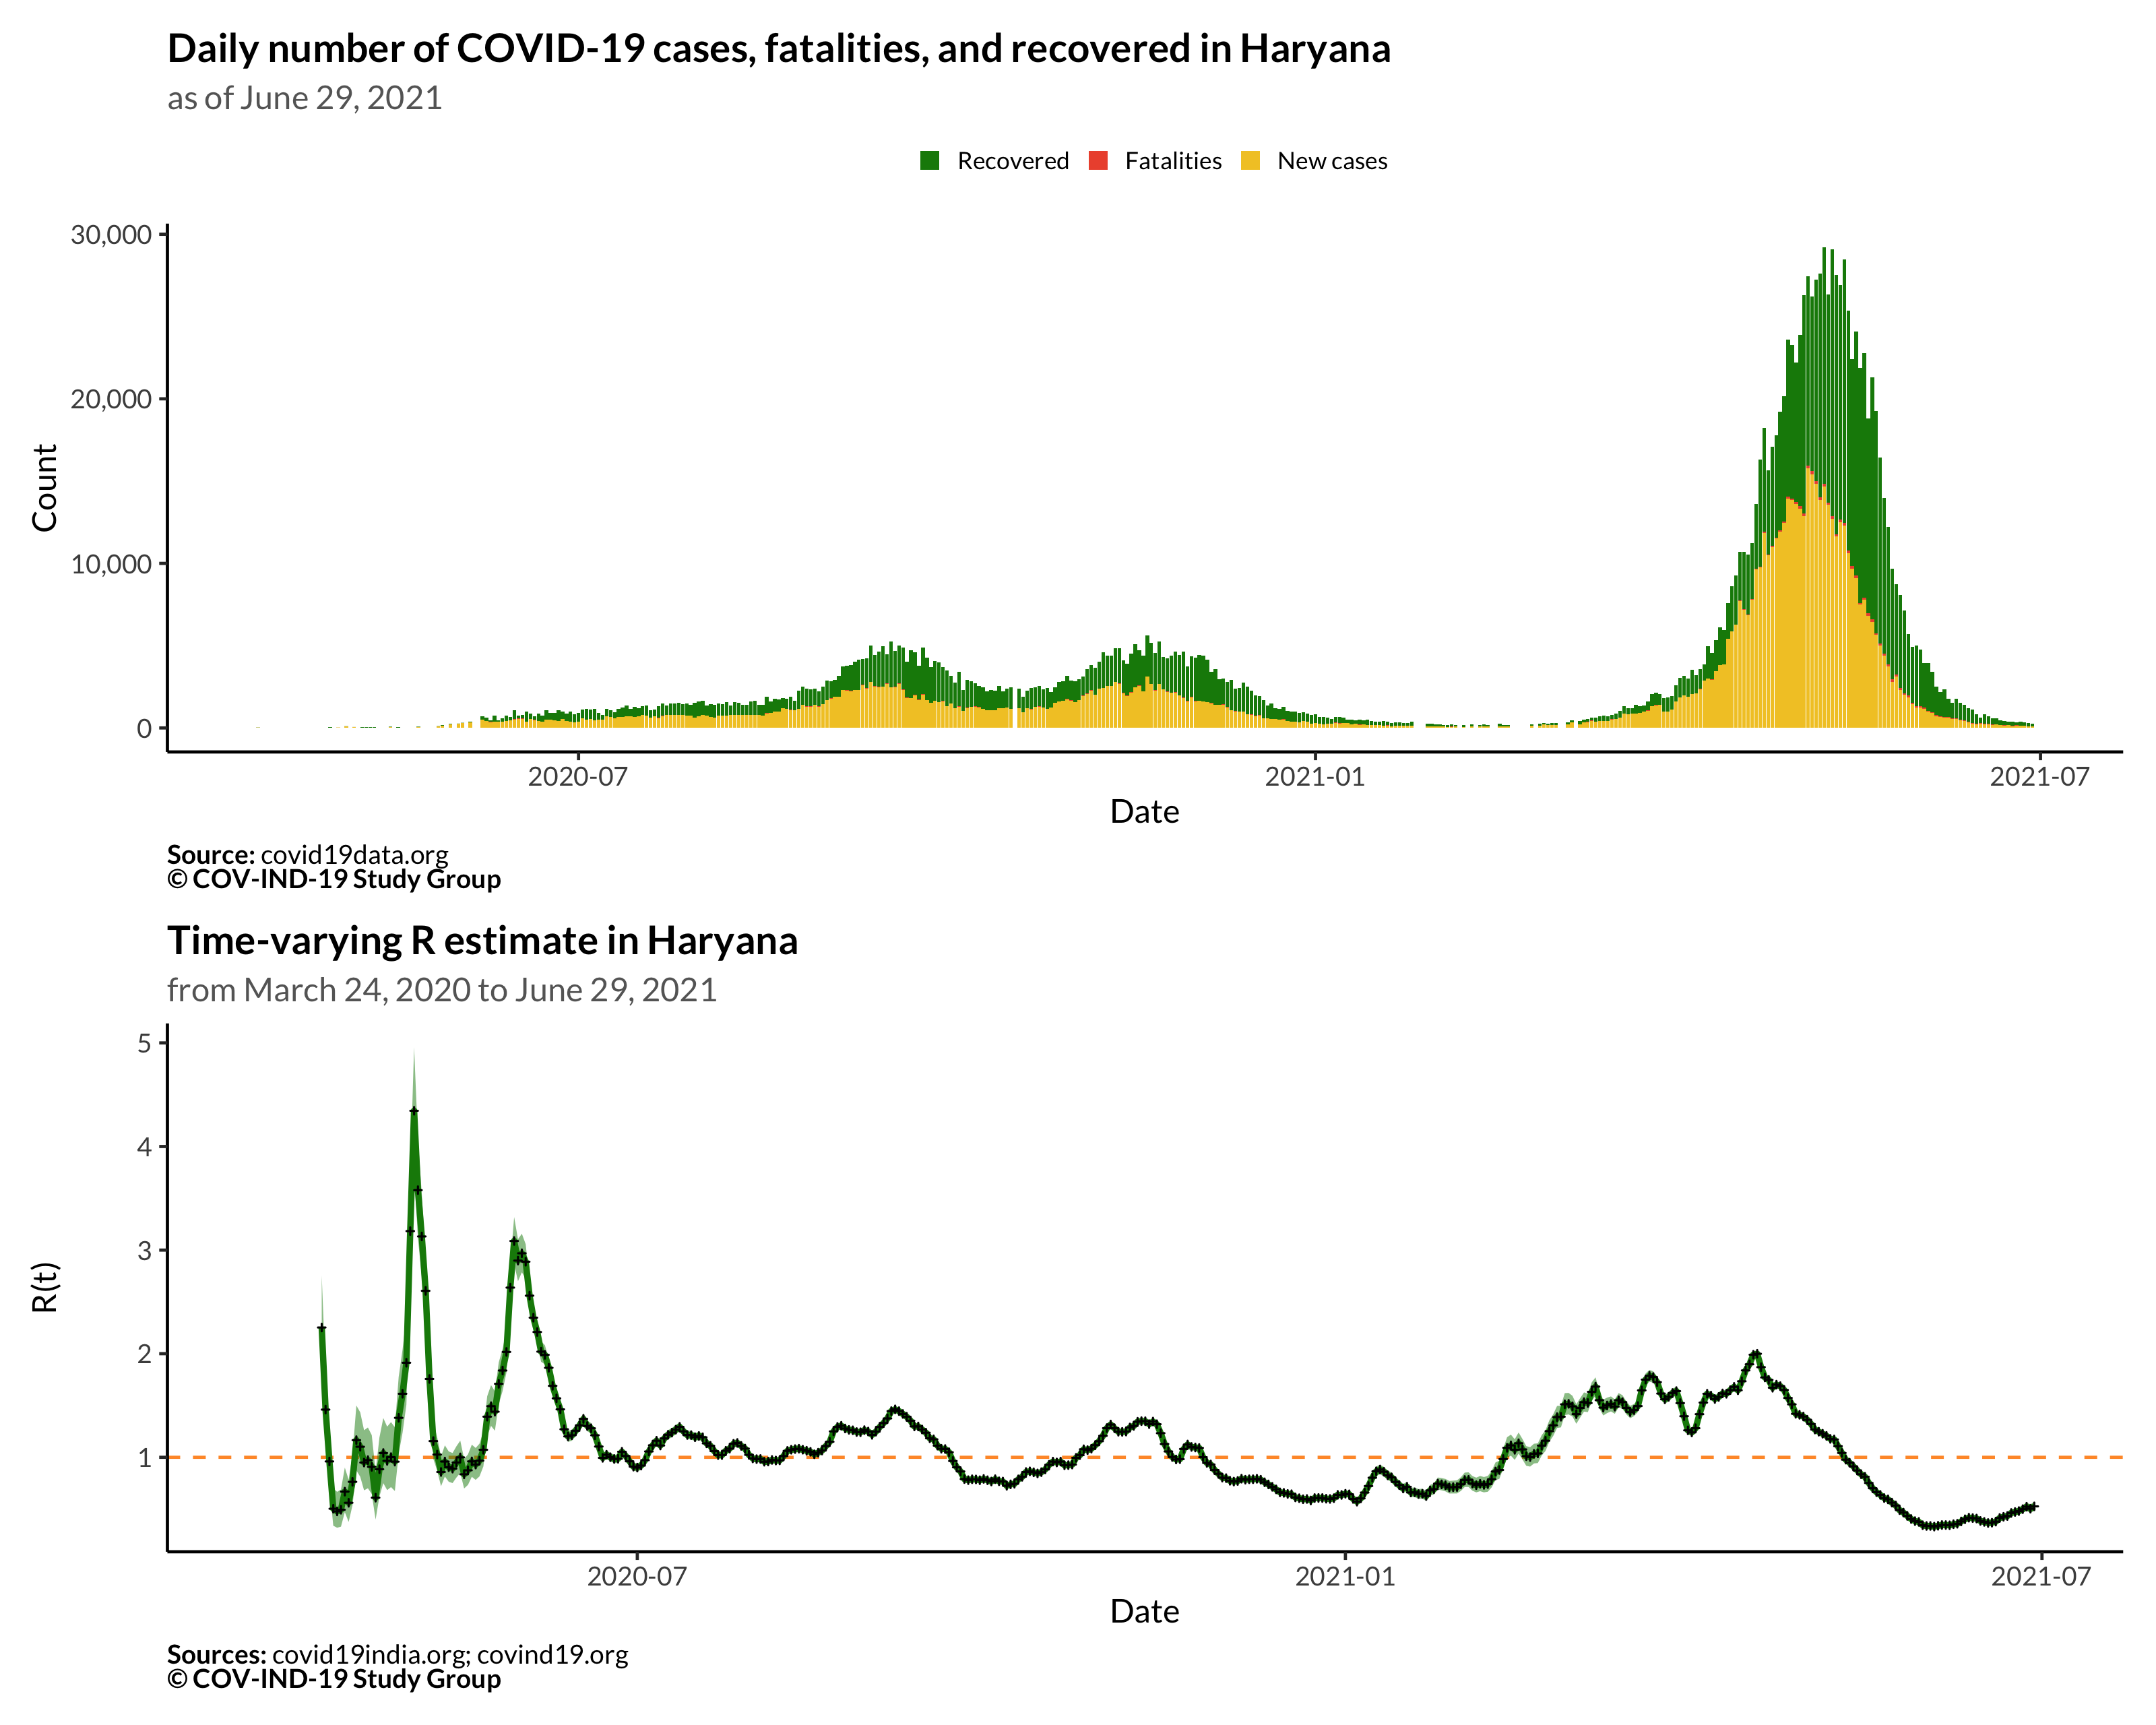 Daily number of COVID-19 cases, fatalities, and recovered in Haryana
as of June 29, 2021
Recovered Fatalities New cases
30,000
20,000
10,000
0
Count
2020-07 2021-01 2021-07
Date
Source: covid19data.org
© COV-IND-19 Study Group
Time-varying R estimate in Haryana
from March 24, 2020 to June 29, 2021
5
4
3
2
1
R(t)
2020-07 2021-01 2021-07
Date
Sources: covid19india.org; covind19.org
© COV-IND-19 Study Group